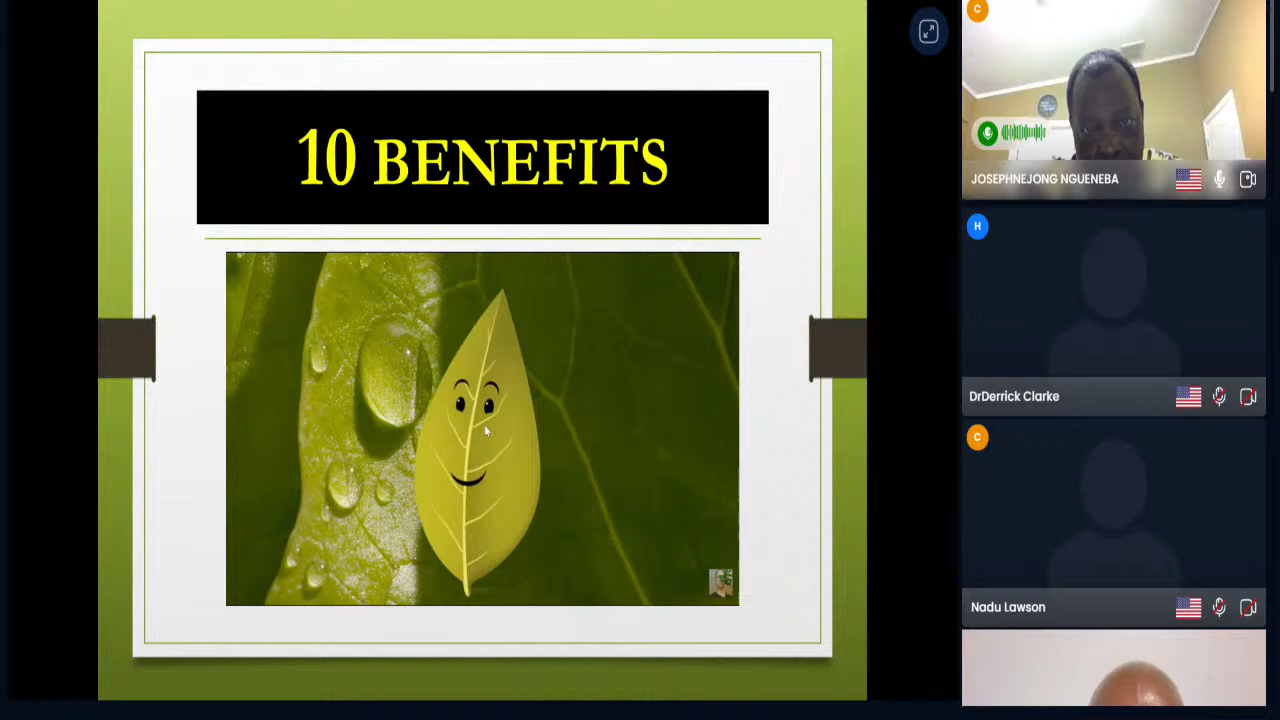 10 BENEFITS
C
JOSEPHNEJONG NGUENEBA
H
DrDerrick Clarke
C
Nadu Lawson